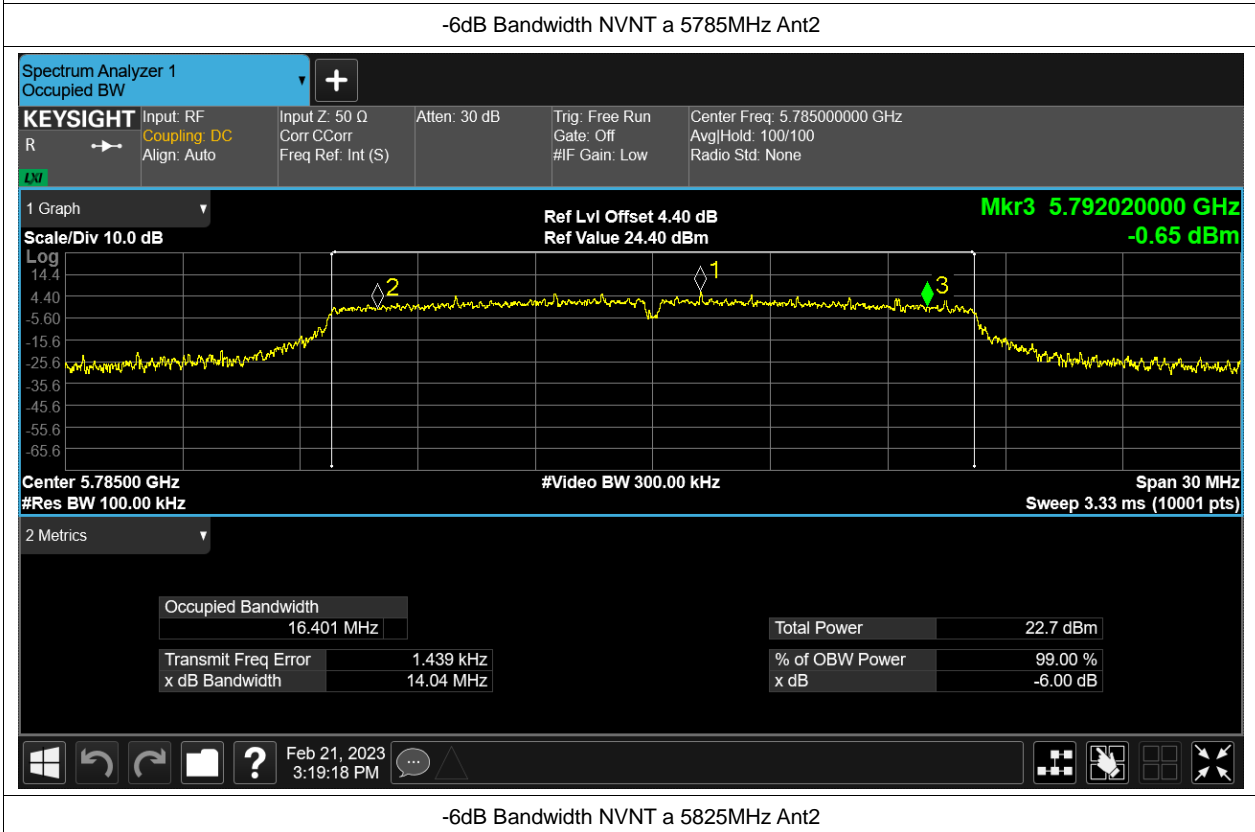 -6dB Bandwidth NVNT a 5785MHz Ant2
Spectrum Analyzer 1
Occupied BW
KEYSIGHT
R
LXI
Input: RF
Coupling: DC
Align: Auto
Input Z: 50 Ω
Corr CCorr
Freq Ref: Int (S)
Atten: 30 dB
Trig: Free Run
Gate: Off
#IF Gain: Low
Center Freq: 5.785000000 GHz
Avg|Hold: 100/100
Radio Std: None
1 Graph
Scale/Div 10.0 dB
Ref Lvl Offset 4.40 dB
Ref Value 24.40 dBm
Mkr3 5.792020000 GHz
-0.65 dBm
Log
14.4
4.40
-5.60
-15.6
-25.6
-35.6
-45.6
-55.6
-65.6
2
1
3
Center 5.78500 GHz
#Res BW 100.00 kHz
#Video BW 300.00 kHz
Span 30 MHz
Sweep 3.33 ms (10001 pts)
2 Metrics
Occupied Bandwidth
16.401 MHz
Transmit Freq Error 1.439 kHz
x dB Bandwidth 14.04 MHz
Total Power 22.7 dBm
% of OBW Power 99.00 %
x dB -6.00 dB
Feb 21, 2023
3:19:18 PM
-6dB Bandwidth NVNT a 5825MHz Ant2